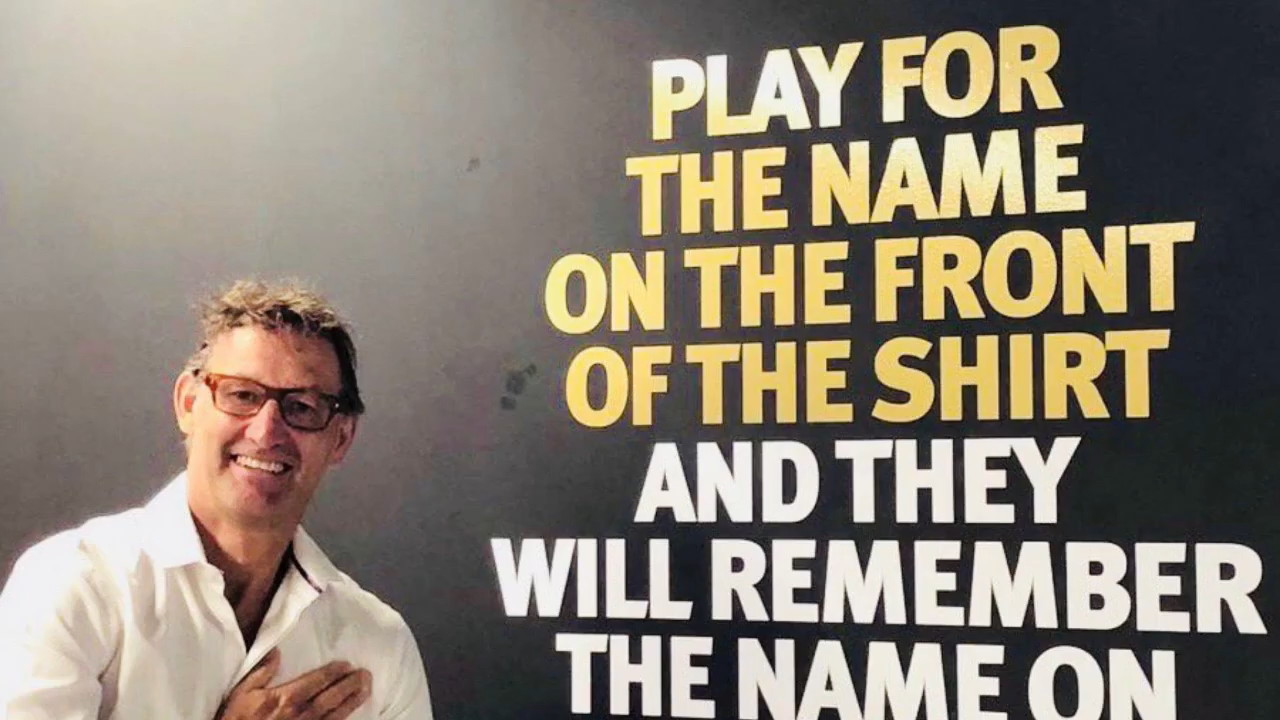 PLAY FOR
THE NAME
ON THE FRONT
OF THE SHIRT
AND THEY
WILL REMEMBER
THE NAME ON